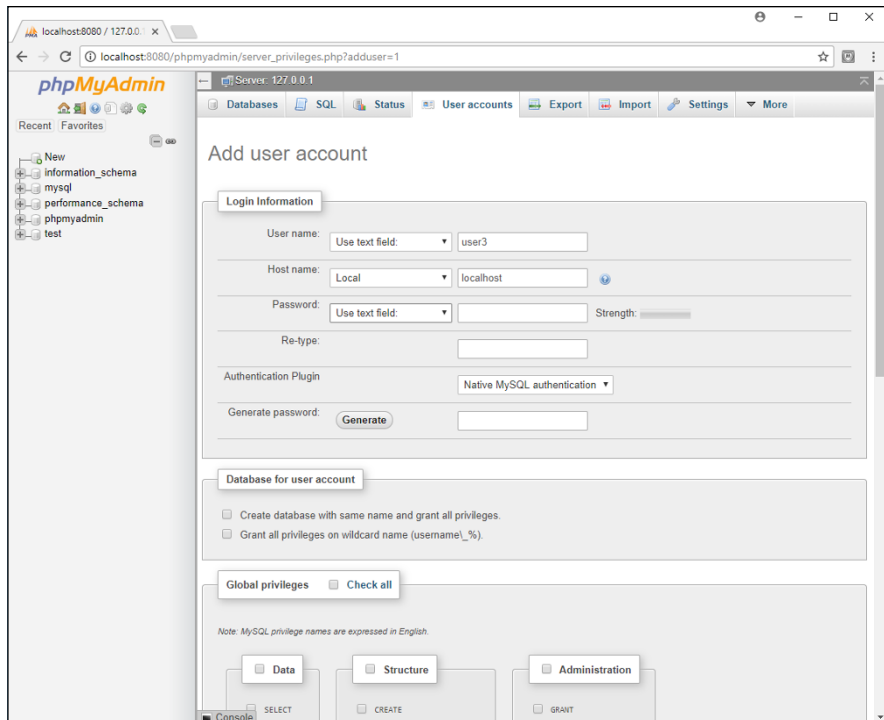 localhost:8080 / 127.0.0.1
localhost:8080/phpmyadmin/server_privileges.php?adduser=1
phpMyAdmin
Recent Favorites
New
information_schema
mysql
performance_schema
phpmyadmin
test
Server: 127.0.0.1
Databases SQL Status User accounts Export Import Settings More
Add user account
Login Information
User name: Use text field: user3
Host name: Local localhost
Password: Use text field: Strength:
Re-type:
Authentication Plugin Native MySQL authentication
Generate password: Generate
Database for user account
Create database with same name and grant all privileges.
Grant all privileges on wildcard name (username\_%).
Global privileges Check all
Note: MySQL privilege names are expressed in English.
Data Structure Administration
SELECT CREATE GRANT
Console